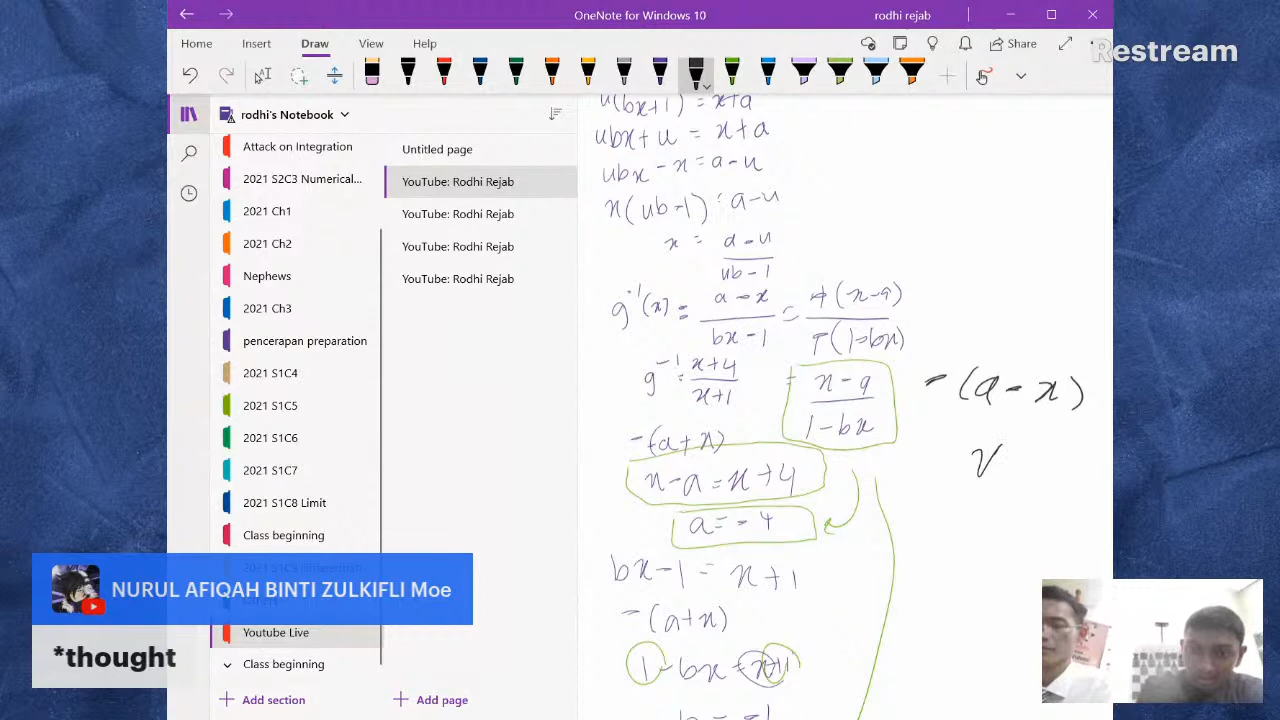 OneNote for Windows 10
rodhi rejab
Restream
Home Insert Draw View Help
Share
rodhi's Notebook
Attack on Integration
2021 S2C3 Numerical...
2021 Ch1
2021 Ch2
Nephews
2021 Ch3
pencerapan preparation
2021 S1C4
2021 S1C5
2021 S1C6
2021 S1C7
2021 S1C8 Limit
Class beginning
Youtube Live
Class beginning
Add section
Untitled page
YouTube: Rodhi Rejab
YouTube: Rodhi Rejab
YouTube: Rodhi Rejab
YouTube: Rodhi Rejab
Add page
u(bx+1) = x+a
ubx + u = x+a
ubx - x = a-u
x(ub-1) = a-u
x = a-u
ub-1
g⁻¹(x) = a-x
bx-1
g⁻¹ = x+4
x+1
= x-a
1-bx
-(a-x)
-(a+x)
x-a = x+4
a = -4
bx-1 = x+1
-(a+x)
NURUL AFIQAH BINTI ZULKIFLI Moe
*thought